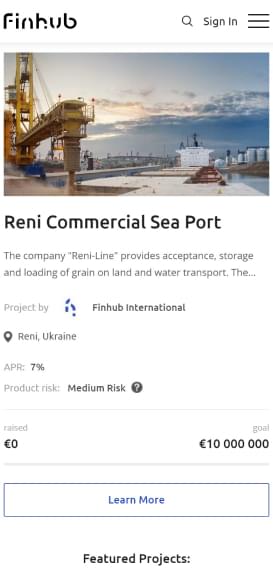 finhub
Sign In
Reni Commercial Sea Port
The company "Reni-Line" provides acceptance, storage
and loading of grain on land and water transport. The...
Project by Finhub International
Reni, Ukraine
APR: 7%
Product risk: Medium Risk ?
raised goal
€0 €10 000 000
Learn More
Featured Projects: